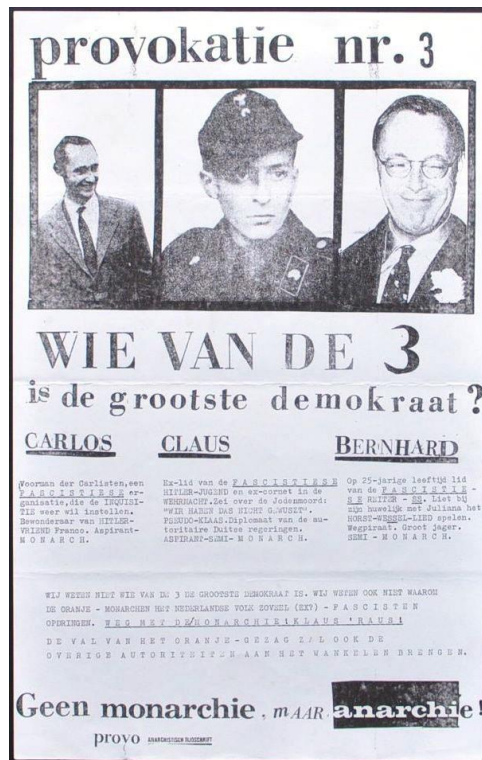 provokatie nr. 3
WIE VAN DE 3
is de grootste demokraat?
CARLOS
Voorman der Carlisten, een
FASCISTIESE or-
ganisatie, die de INQUISI-
TIE weer wil instellen.
Bewonderaar van HITLER-
VRIEND Franco. Aspirant-
MONARCH.
CLAUS
Ex-lid van de FASCISTIESE
HITLER-JUGEND en ex-cornet in de
WEHRMACHT. Zei over de Jodenmoord:
"WIR HABEN DAS NICHT GEWUSZT".
PSEUDO-KLAAS. Diplomaat van de au-
toritaire Duitse regeringen.
ASPIRANT-SEMI- MONARCH.
BERNHARD
Op 25-jarige leeftijd lid
van de FASCISTIE -
SE REITER - SS. Liet bij
zijn huwelijk met Juliana het
HORST-WESSEL-LIED spelen.
Wegpiraat. Groot jager.
SEMI - MONARCH.
WIJ WETEN NIET WIE VAN DE 3 DE GROOTSTE DEMOKRAAT IS. WIJ WETEN OOK NIET WAAROM
DE ORANJE - MONARCHEN HET NEDERLANDSE VOLK ZOVEEL (EX?) - FASCISTEN
OPDRINGEN. WEG MET DE MONARCHIE! KLAUS 'RAUS!
DE VAL VAN HET ORANJE-GEZAG ZAL OOK DE
OVERIGE AUTORITEITEN AAN HET WANKELEN BRENGEN.
Geen monarchie, mAAR anarchie!
provo ANARCHISTISCH TIJDSCHRIFT